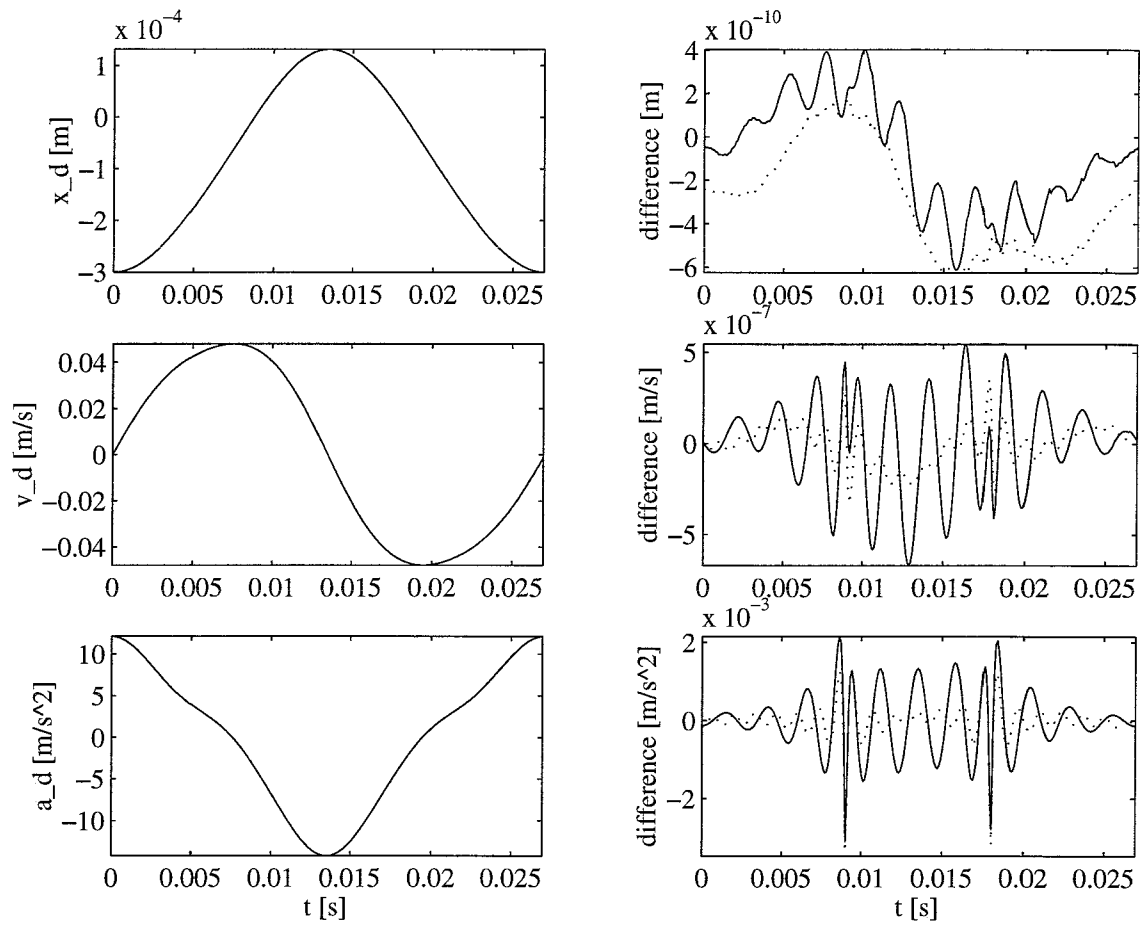 x 10^-4
1
0
-1
-2
-3
x_d [m]
0 0.005 0.01 0.015 0.02 0.025
x 10^-10
4
2
0
-2
-4
-6
difference [m]
0 0.005 0.01 0.015 0.02 0.025
0.04
0.02
0
-0.02
-0.04
v_d [m/s]
0 0.005 0.01 0.015 0.02 0.025
x 10^-7
5
0
-5
difference [m/s]
0 0.005 0.01 0.015 0.02 0.025
10
5
0
-5
-10
a_d [m/s^2]
0 0.005 0.01 0.015 0.02 0.025
t [s]
x 10^-3
2
0
-2
difference [m/s^2]
0 0.005 0.01 0.015 0.02 0.025
t [s]